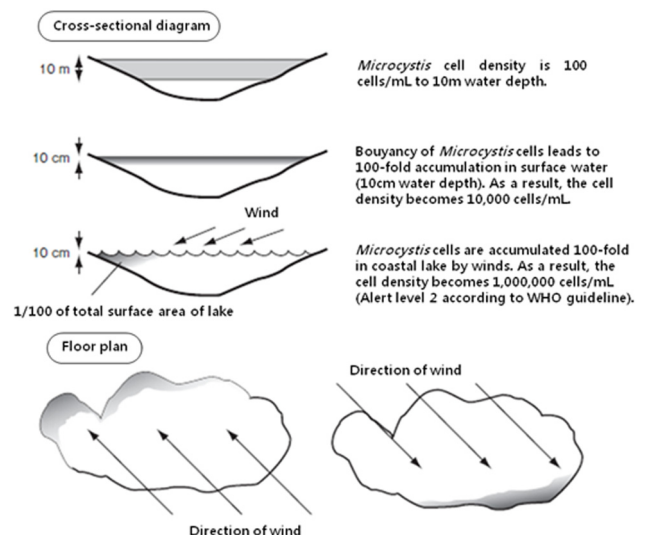 Cross-sectional diagram
10 m
Microcystis cell density is 100
cells/mL to 10m water depth.
10 cm
Bouyancy of Microcystis cells leads to
100-fold accumulation in surface water
(10cm water depth). As a result, the cell
density becomes 10,000 cells/mL.
Wind
10 cm
Microcystis cells are accumulated 100-fold
in coastal lake by winds. As a result, the
cell density becomes 1,000,000 cells/mL
(Alert level 2 according to WHO guideline).
1/100 of total surface area of lake
Floor plan
Direction of wind
Direction of wind